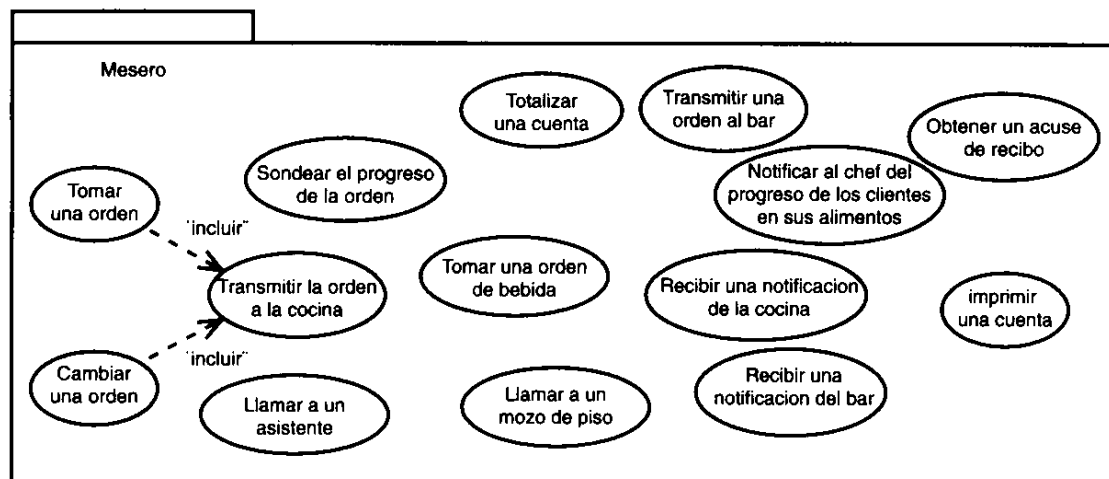 Mesero
Totalizar
una cuenta
Transmitir una
orden al bar
Obtener un acuse
de recibo
Sondear el progreso
de la orden
Notificar al chef del
progreso de los clientes
en sus alimentos
Tomar
una orden
"incluir"
Transmitir la orden
a la cocina
Tomar una orden
de bebida
Recibir una notificacion
de la cocina
imprimir
una cuenta
"incluir"
Cambiar
una orden
Llamar a un
asistente
Llamar a un
mozo de piso
Recibir una
notificacion del bar